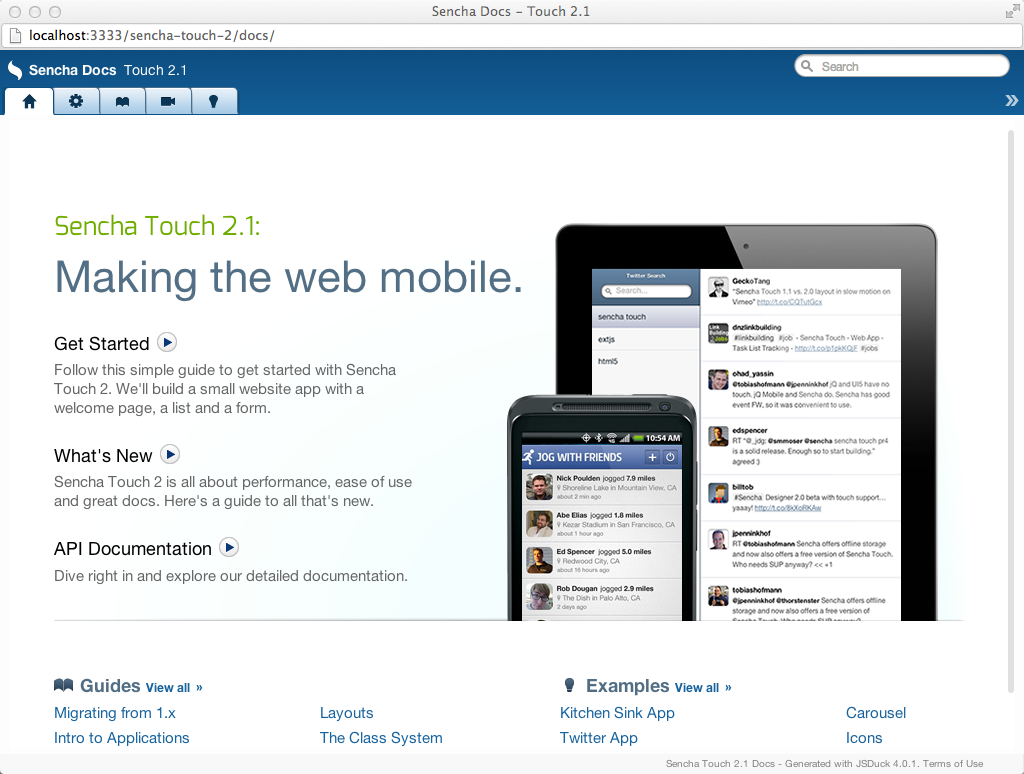 Sencha Docs – Touch 2.1
localhost:3333/sencha-touch-2/docs/
Sencha Docs Touch 2.1
Search
Sencha Touch 2.1:
Making the web mobile.
Get Started
Follow this simple guide to get started with Sencha
Touch 2. We'll build a small website app with a
welcome page, a list and a form.
What's New
Sencha Touch 2 is all about performance, ease of use
and great docs. Here's a guide to all that's new.
API Documentation
Dive right in and explore our detailed documentation.
Twitter Search
Search...
sencha touch
extjs
html5
GeckoTang
"Sencha Touch 1.1 vs. 2.0 layout in slow motion on
Vimeo" http://t.co/CQTutGcx
dnzlinkbuilding
#linkbuilding #job - Sencha Touch - Web App -
Task List Tracking - http://t.co/p1pkKQjF #jobs
ohad_yassin
@tobiashofmann @jpenninkhof jQ and UI5 have no
touch. jQ Mobile and Sencha do. Sencha has good
event FW, so it was convenient to use.
edspencer
RT "@_jdg: @smmoser @sencha sencha touch pr4
is a solid release. Enough so to start building."
agreed :)
billtob
#Sencha Designer 2.0 beta with touch support...
yaaay! http://t.co/8kXoRKAw
jpenninkhof
RT @tobiashofmann Sencha offers offline storage
and now also offers a free version of Sencha Touch.
Who needs SUP anyway? << +1
tobiashofmann
@jpenninkhof @thorstenster Sencha offers offline
storage and now also offers a free version of
Sencha Touch. Who needs SUP anyway?
10:54 AM
JOG WITH FRIENDS
Nick Poulden jogged 7.9 miles
Shoreline Lake in Mountain View, CA
about 2 min ago
Abe Elias jogged 1.8 miles
Kezar Stadium in San Francisco, CA
about 1 hour ago
Ed Spencer jogged 5.0 miles
Redwood City, CA
about 16 hours ago
Rob Dougan jogged 2.9 miles
The Dish in Palo Alto, CA
2 days ago
Guides View all »
Migrating from 1.x
Layouts
Intro to Applications
The Class System
Examples View all »
Kitchen Sink App
Carousel
Twitter App
Icons
Sencha Touch 2.1 Docs - Generated with JSDuck 4.0.1. Terms of Use